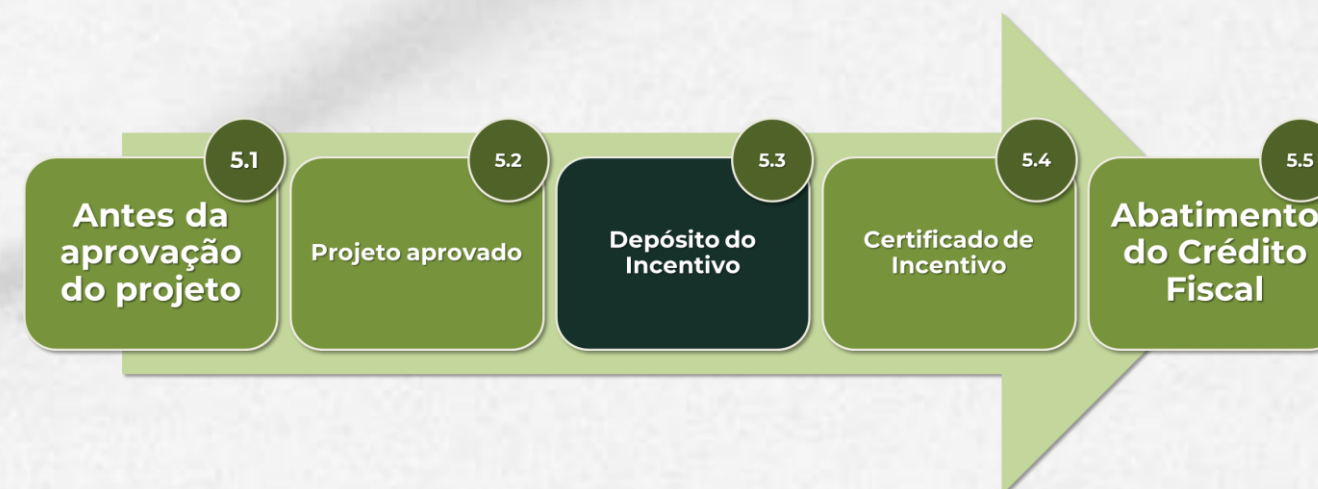 5.1
Antes da
aprovação
do projeto
5.2
Projeto aprovado
5.3
Depósito do
Incentivo
5.4
Certificado de
Incentivo
5.5
Abatimento
do Crédito
Fiscal